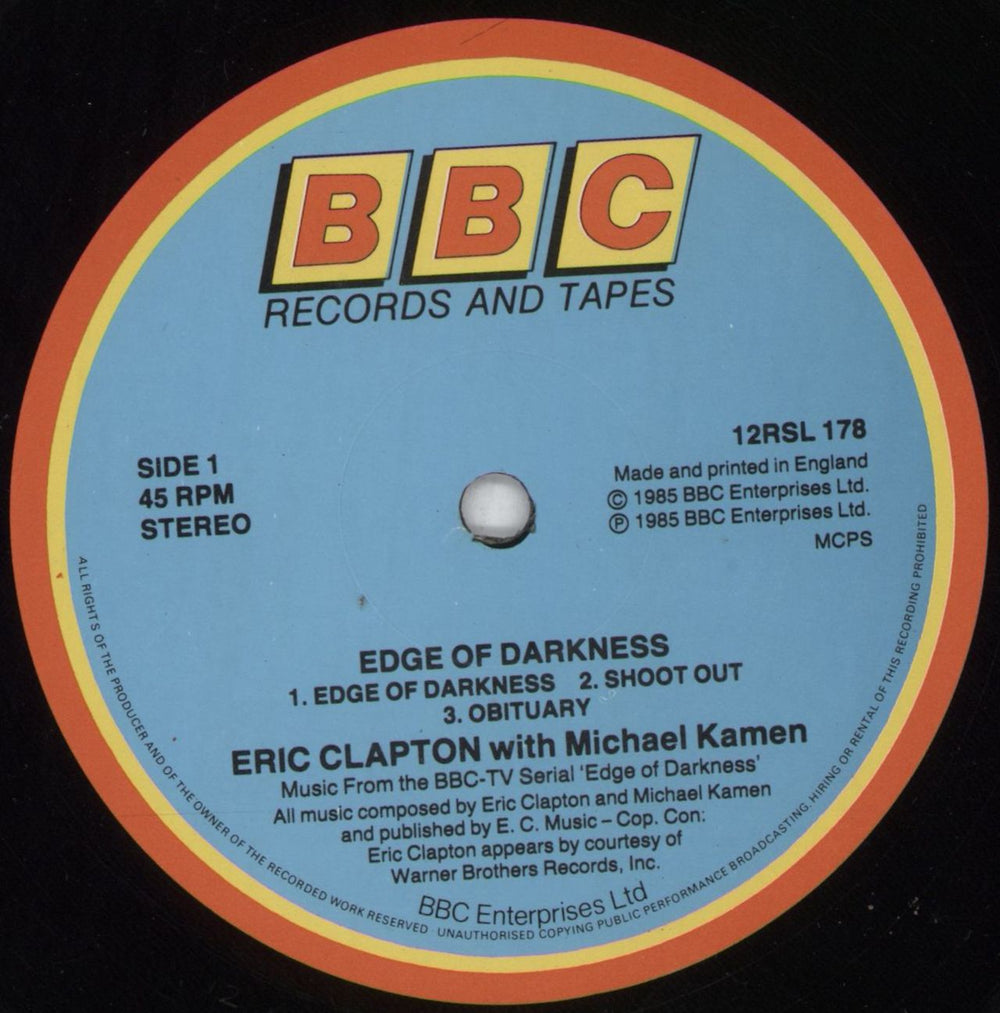 BBC
RECORDS AND TAPES
SIDE 1
45 RPM
STEREO
12RSL 178
Made and printed in England
© 1985 BBC Enterprises Ltd.
℗ 1985 BBC Enterprises Ltd.
MCPS
EDGE OF DARKNESS
1. EDGE OF DARKNESS 2. SHOOT OUT
3. OBITUARY
ERIC CLAPTON with Michael Kamen
Music From the BBC-TV Serial 'Edge of Darkness'
All music composed by Eric Clapton and Michael Kamen
and published by E. C. Music – Cop. Con:
Eric Clapton appears by courtesy of
Warner Brothers Records, Inc.
BBC Enterprises Ltd
ALL RIGHTS OF THE PRODUCER AND OF THE OWNER OF THE RECORDED WORK RESERVED UNAUTHORISED COPYING PUBLIC PERFORMANCE BROADCASTING, HIRING OR RENTAL OF THIS RECORDING PROHIBITED